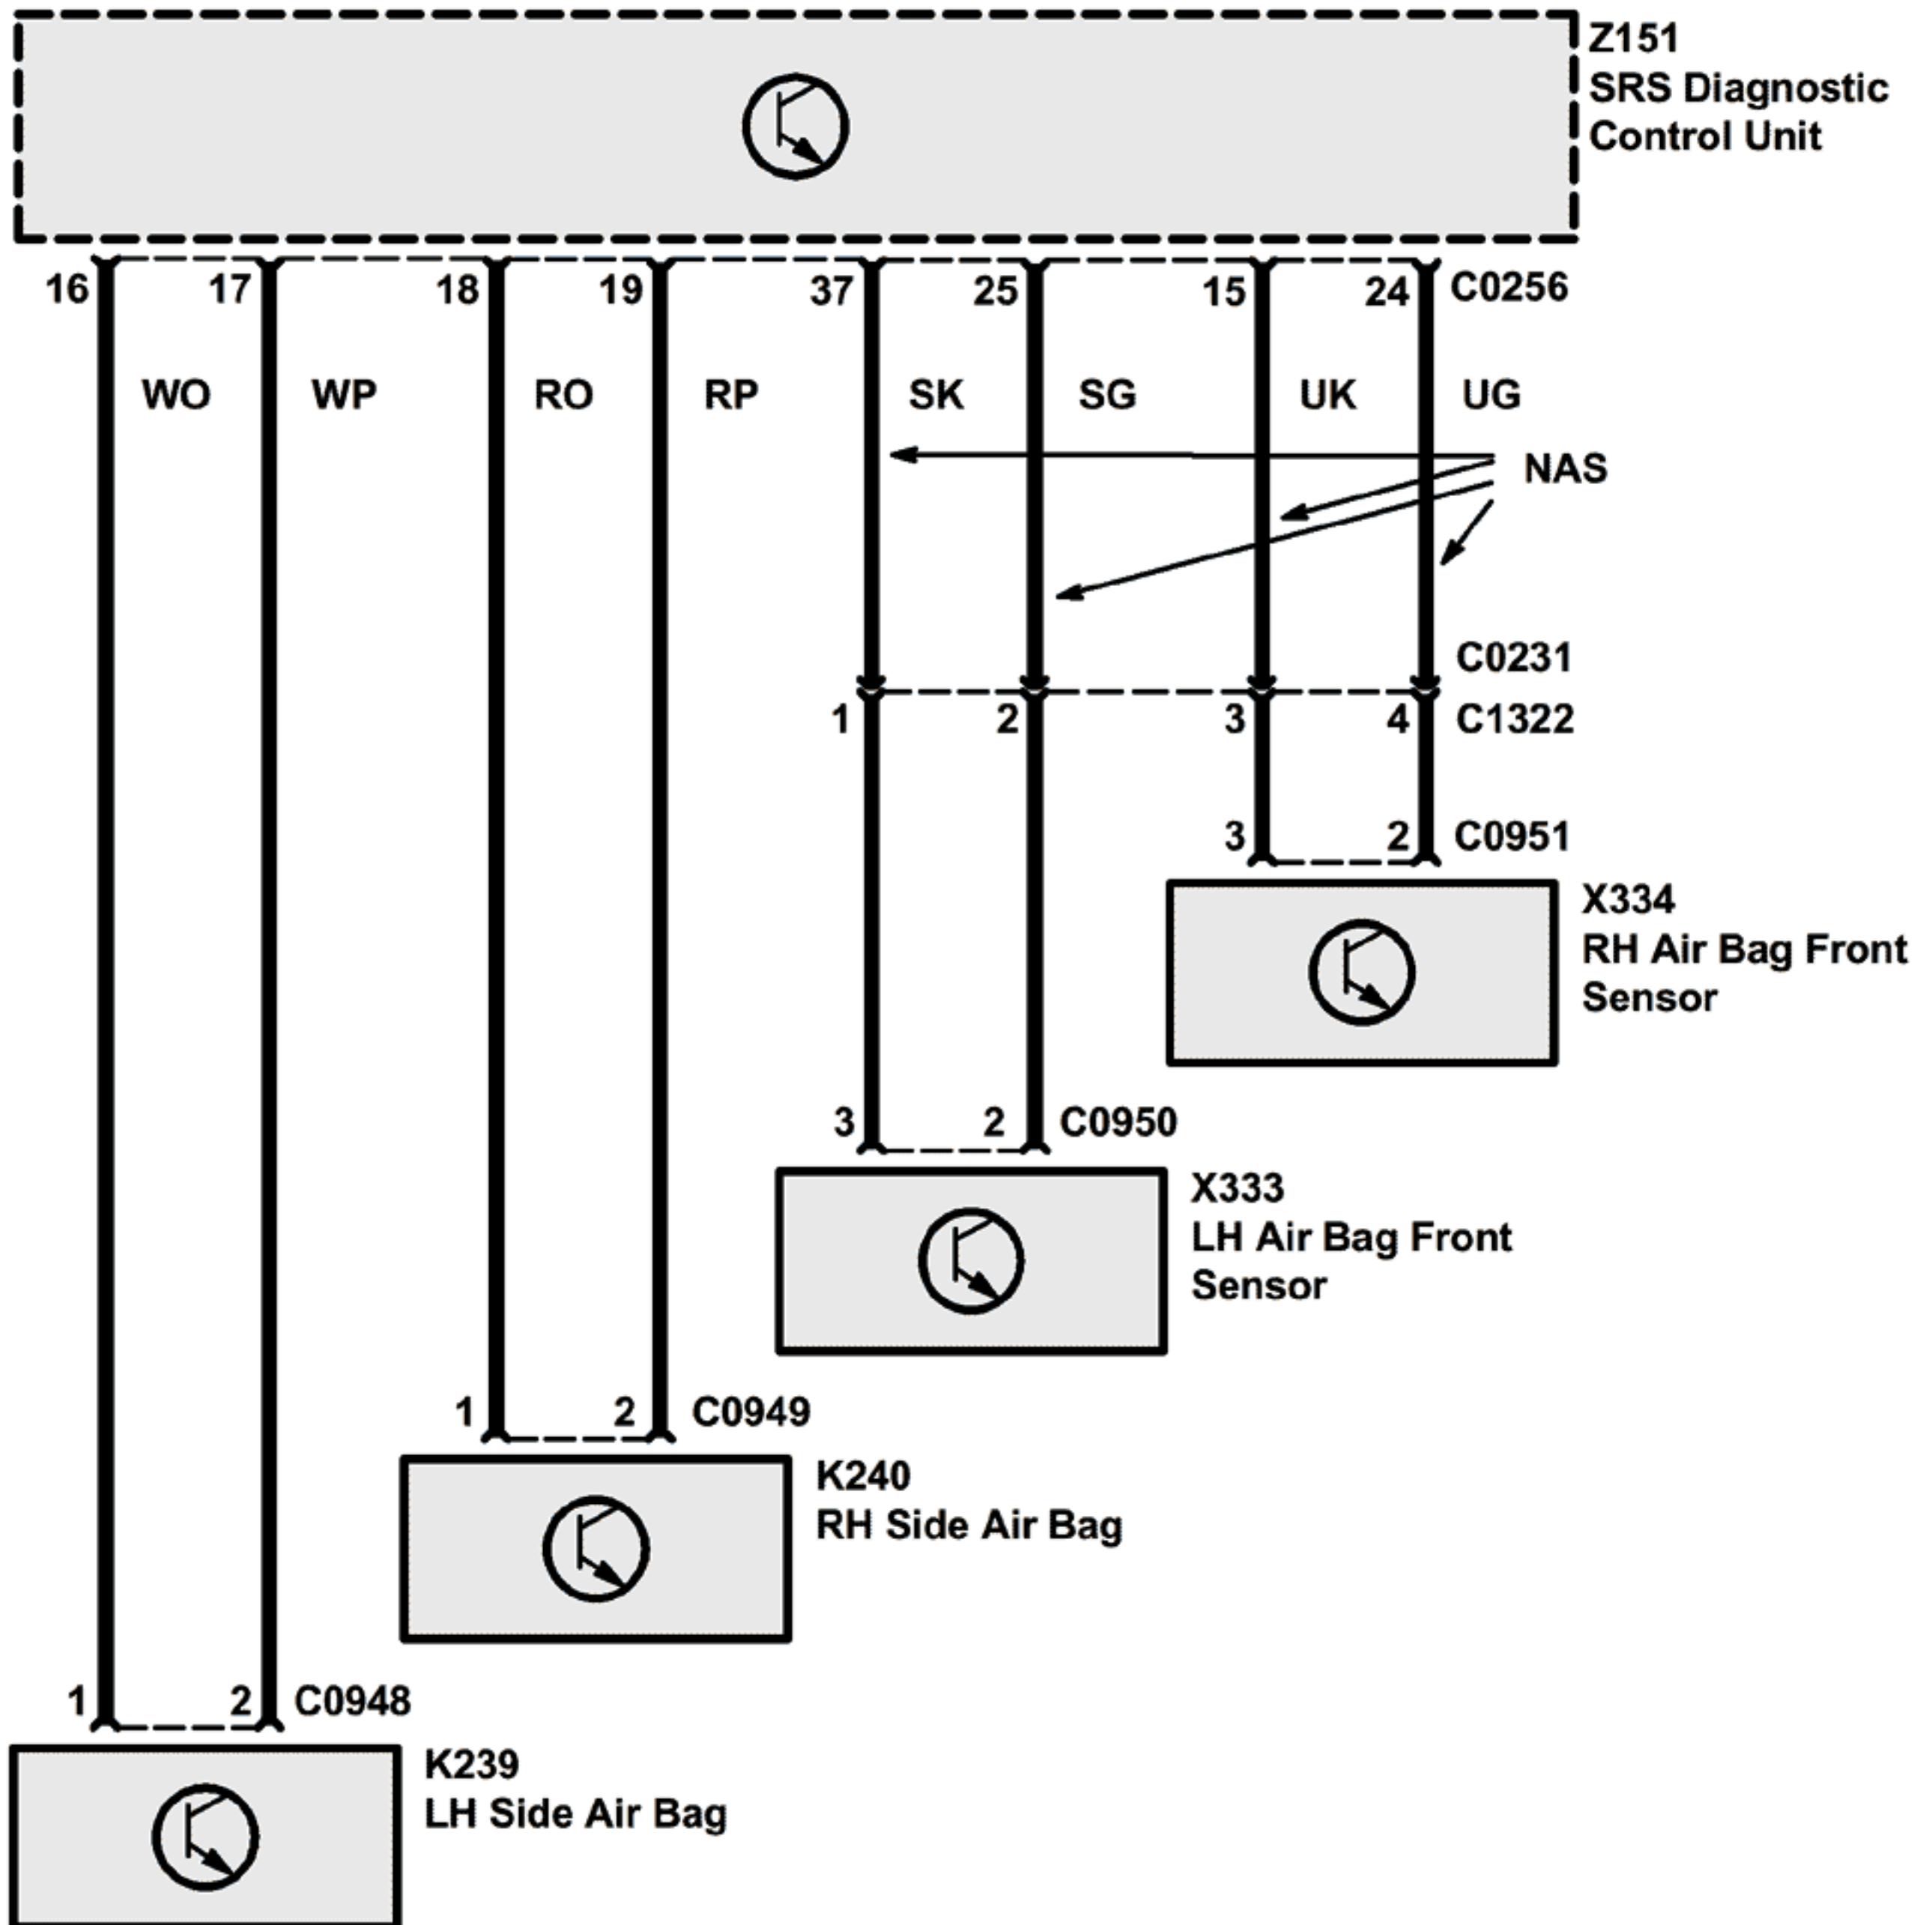 Z151
SRS Diagnostic
Control Unit
16 17 18 19 37 25 15 24 C0256
WO WP RO RP SK SG UK UG
NAS
C0231
1 2 3 4 C1322
3 2 C0951
X334
RH Air Bag Front
Sensor
3 2 C0950
X333
LH Air Bag Front
Sensor
1 2 C0949
K240
RH Side Air Bag
1 2 C0948
K239
LH Side Air Bag